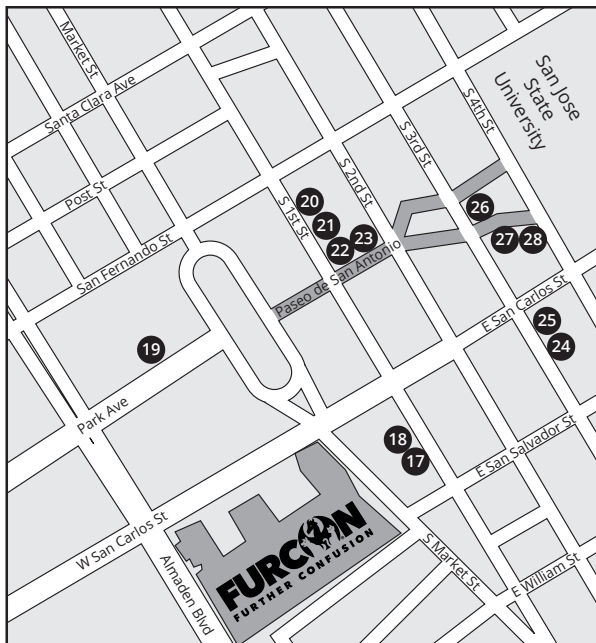 Market St
Santa Clara Ave
San Jose
State
University
S 4th St
S 3rd St
Post St
S 2nd St
S 1st St
20
26
21
23
22
27
28
San Fernando St
Paseo de San Antonio
E San Carlos St
25
24
19
Park Ave
18
17
E San Salvador St
W San Carlos St
FURCON
FURTHER CONFUSION
S Market St
E William St
Almaden Blvd